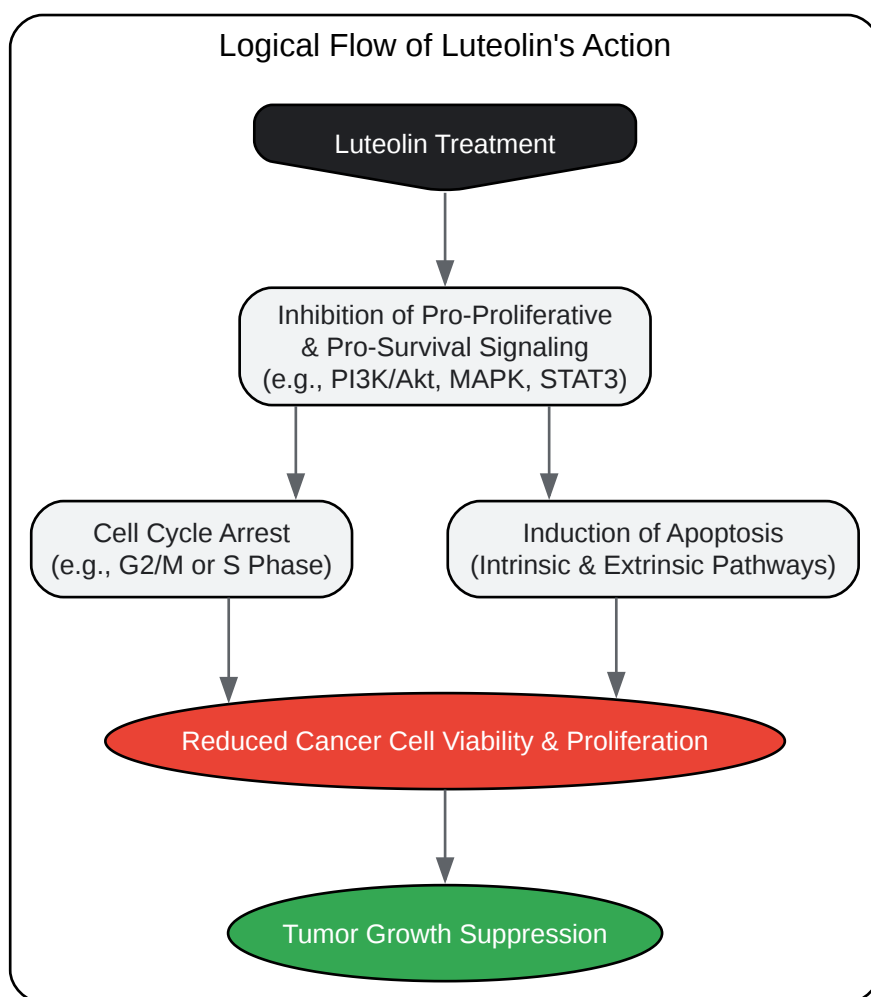 Logical Flow of Luteolin's Action
Luteolin Treatment
Inhibition of Pro-Proliferative
& Pro-Survival Signaling
(e.g., PI3K/Akt, MAPK, STAT3)
Cell Cycle Arrest
(e.g., G2/M or S Phase)
Induction of Apoptosis
(Intrinsic & Extrinsic Pathways)
Reduced Cancer Cell Viability & Proliferation
Tumor Growth Suppression